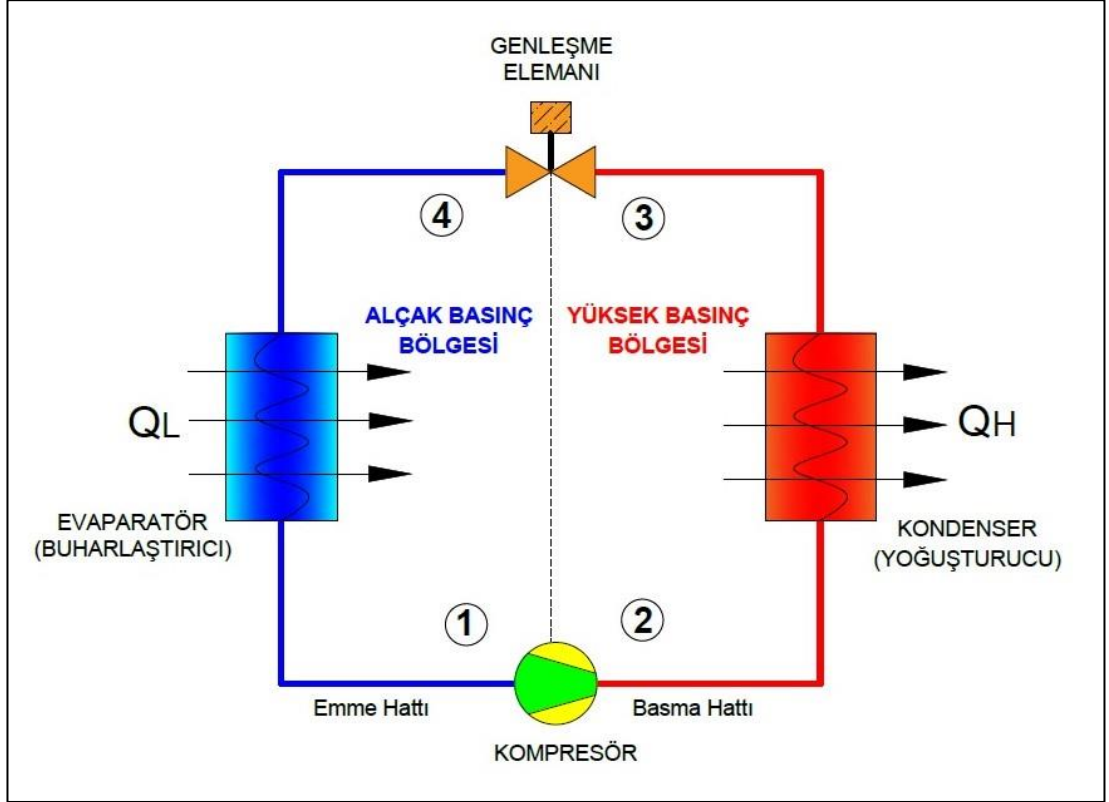 GENLEŞME
ELEMANI
4
3
ALÇAK BASINÇ
BÖLGESİ
YÜKSEK BASINÇ
BÖLGESİ
QL
QH
EVAPARATÖR
(BUHARLAŞTIRICI)
KONDENSER
(YOĞUŞTURUCU)
1
2
Emme Hattı
Basma Hattı
KOMPRESÖR